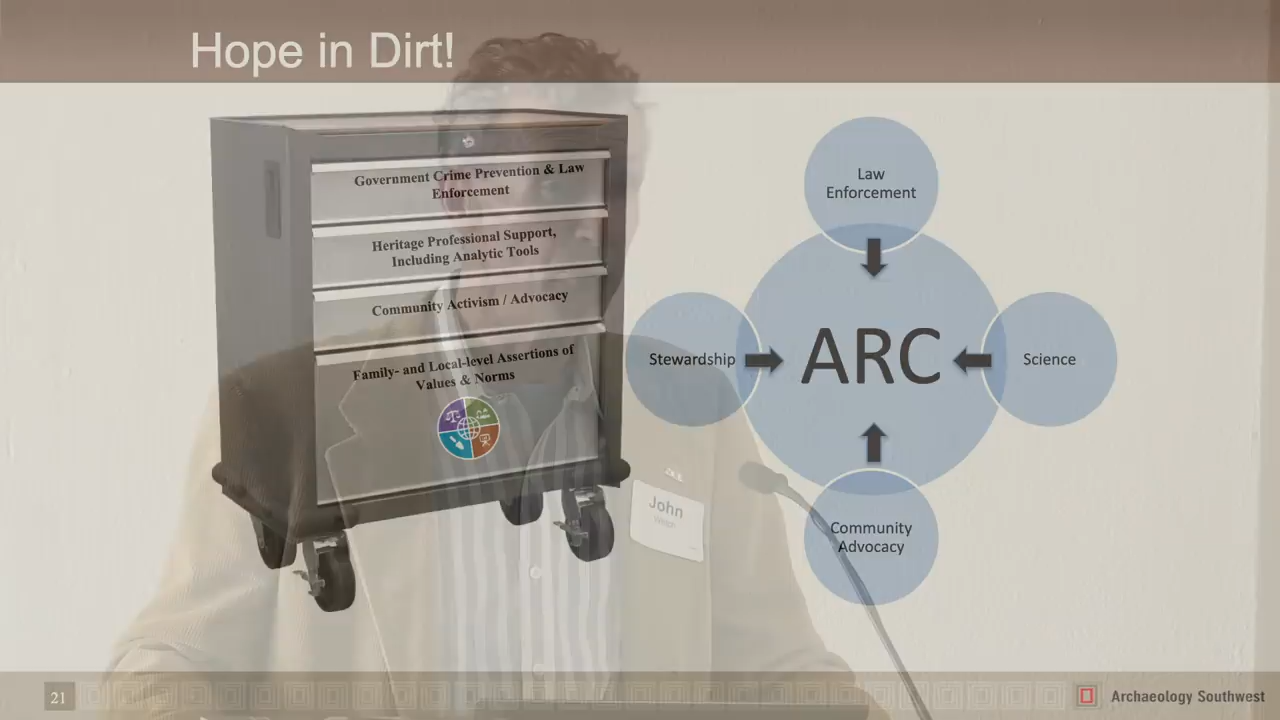 Hope in Dirt!
Government Crime Prevention & Law
Enforcement
Heritage Professional Support,
Including Analytic Tools
Community Activism / Advocacy
Family- and Local-level Assertions of
Values & Norms
Law
Enforcement
Stewardship
ARC
Science
Community
Advocacy
John
21
Archaeology Southwest